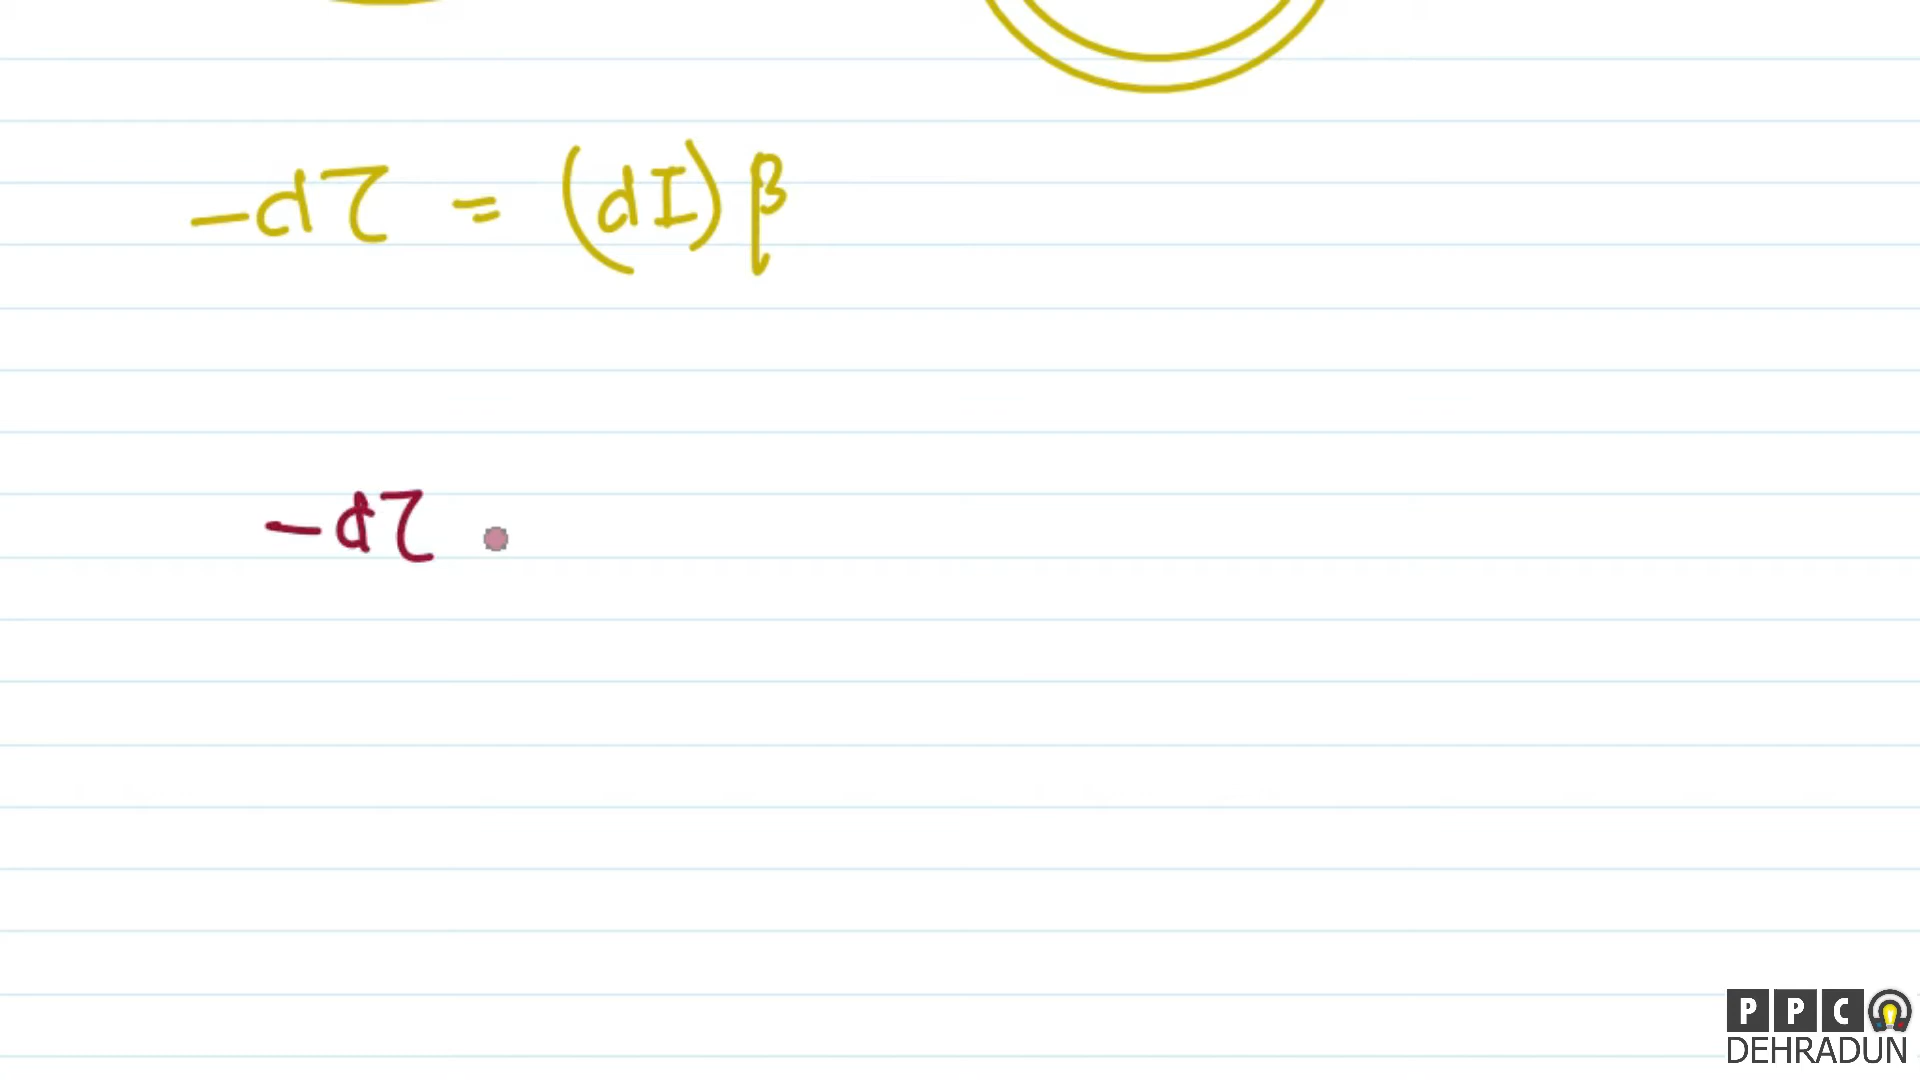 -dτ = (dI) β
-dτ
PPC
DEHRADUN